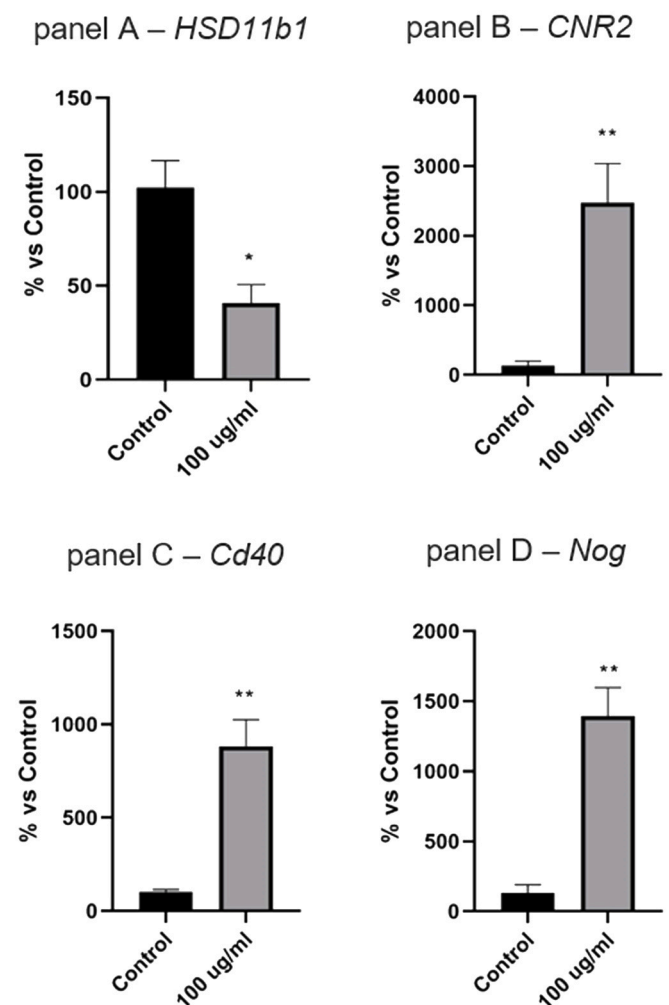 panel A – HSD11b1
% vs Control
150
100
50
0
*
Control
100 ug/ml
panel B – CNR2
% vs Control
4000
3000
2000
1000
0
**
Control
100 ug/ml
panel C – Cd40
% vs Control
1500
1000
500
0
**
Control
100 ug/ml
panel D – Nog
% vs Control
2000
1500
1000
500
0
**
Control
100 ug/ml